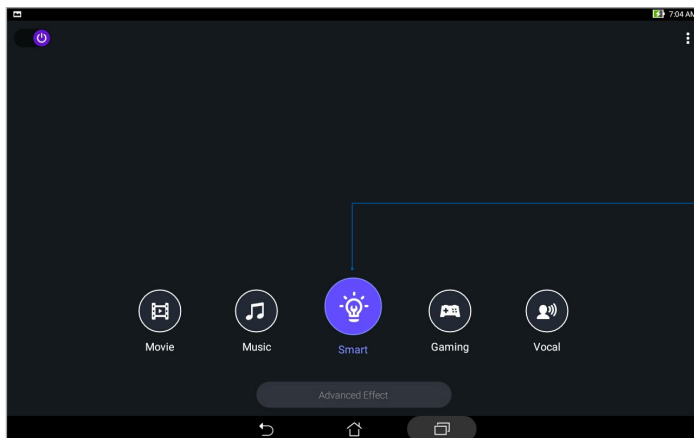 7:04 AM
Movie
Music
Smart
Gaming
Vocal
Advanced Effect